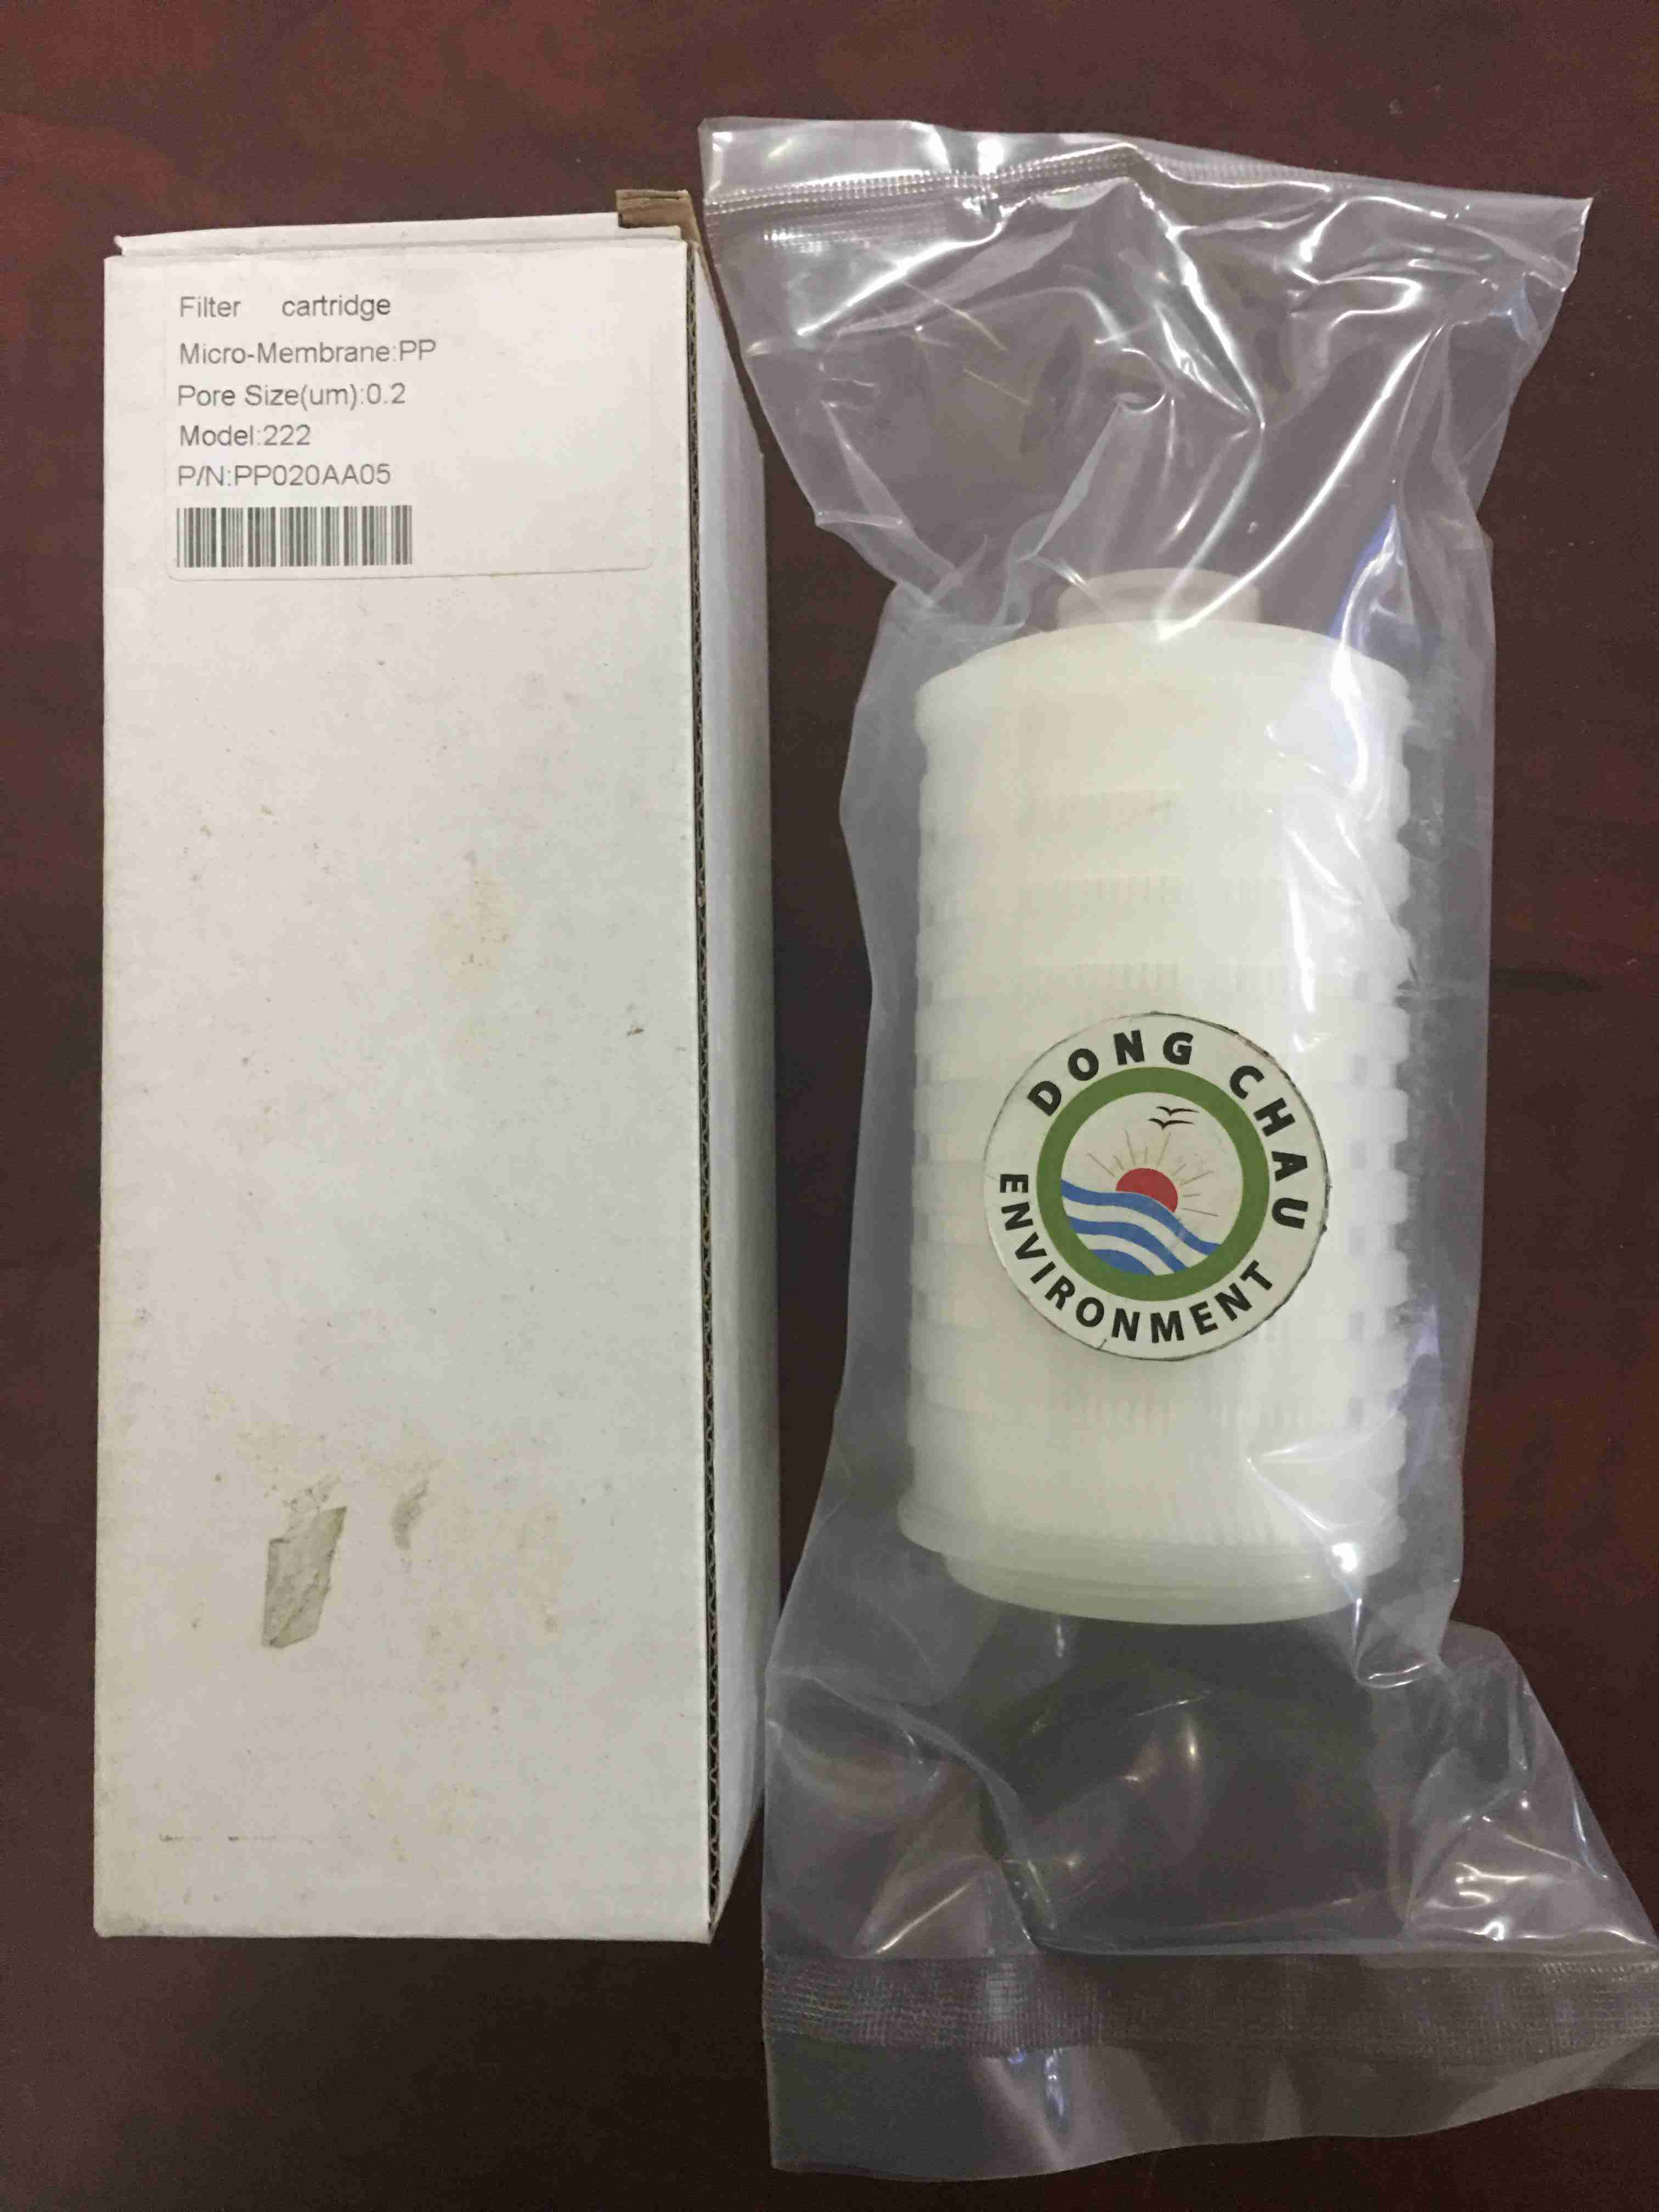 Filter cartridge
Micro-Membrane:PP
Pore Size(um):0.2
Model:222
P/N:PP020AA05
DONG CHAU
ENVIRONMENT